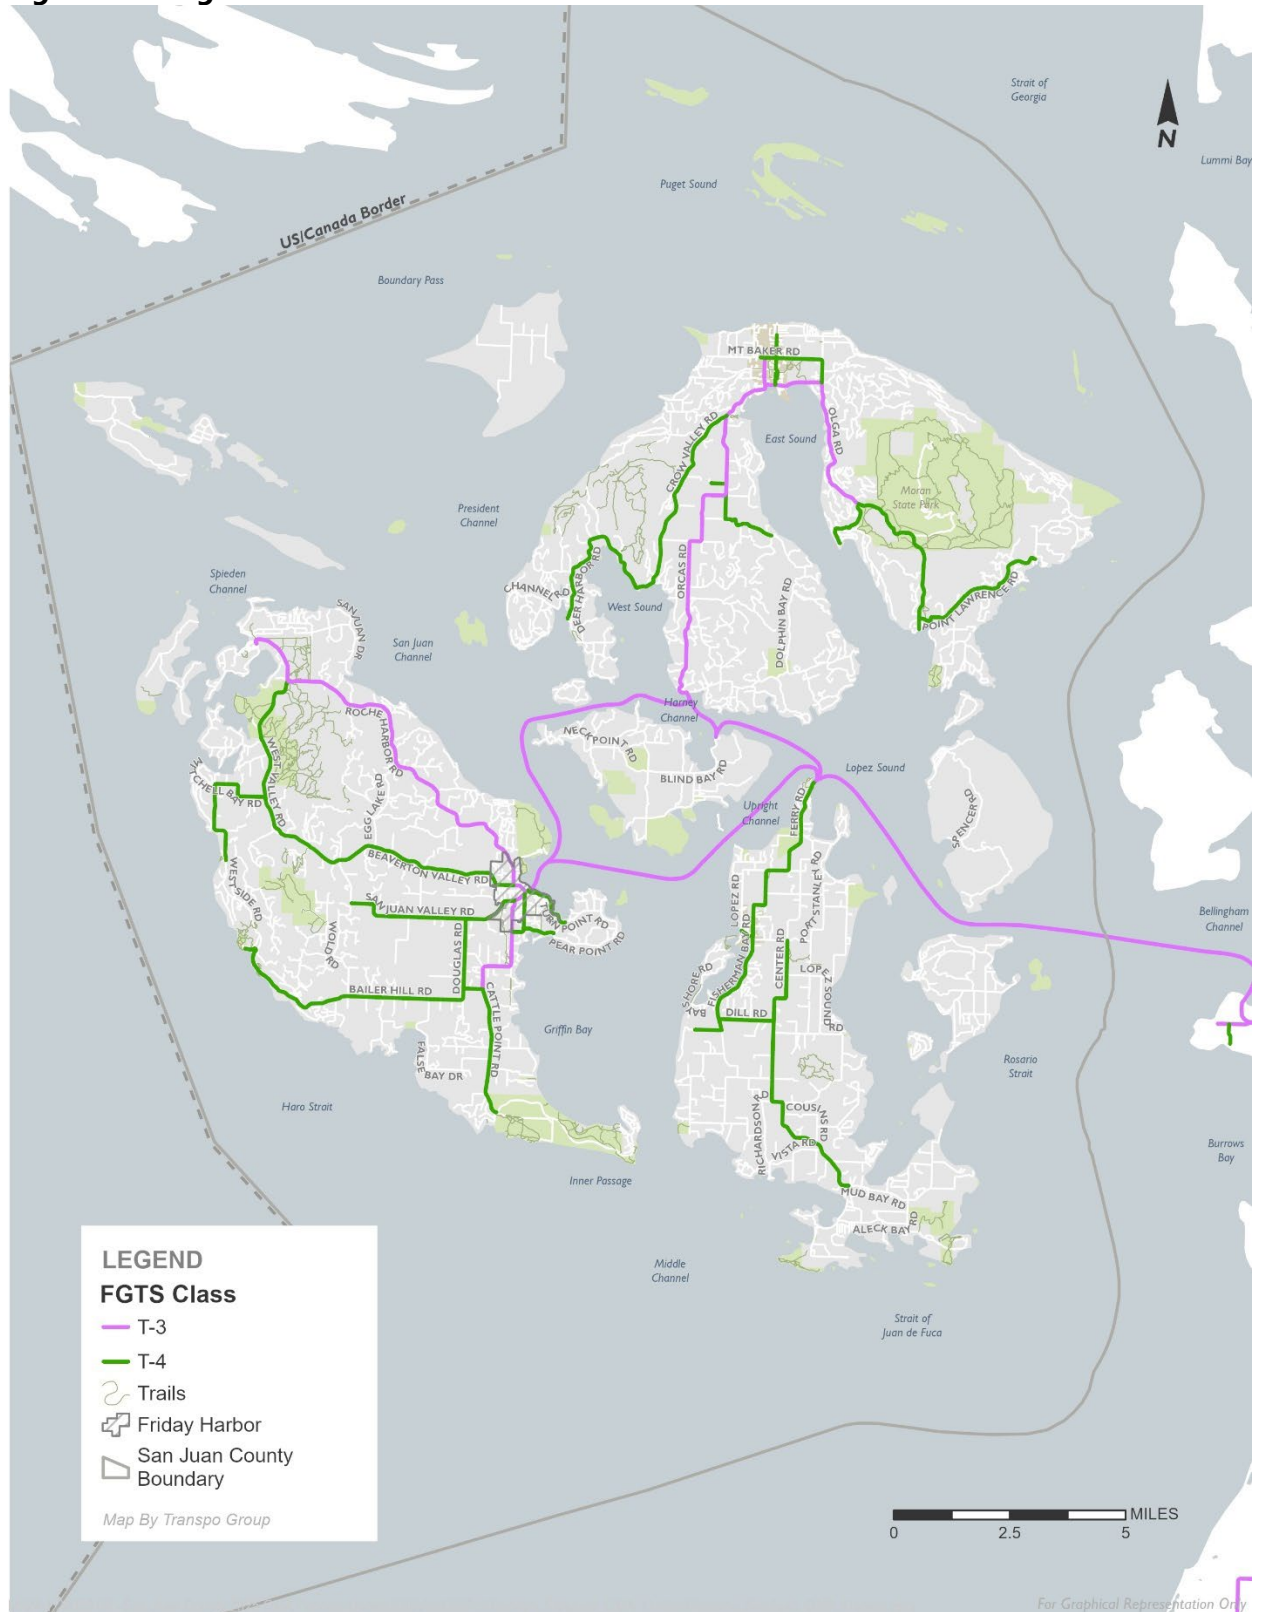 Strait of
Georgia
N
Lummi Bay
Puget Sound
US/Canada Border
Boundary Pass
MT BAKER RD
OLGA RD
East Sound
CROW VALLEY RD
Moran
State Park
President
Channel
ORCAS RD
Spieden
Channel
CHANNEL RD
DEER HARBOR RD
West Sound
DOLPHIN BAY RD
POINT LAWRENCE RD
SAN JUAN DR
San Juan
Channel
Harney
Channel
ROCHE HARBOR RD
NECK POINT RD
BLIND BAY RD
Lopez Sound
WEST VALLEY RD
MITCHELL BAY RD
EGG LAKE RD
Upright
Channel
FERRY RD
SPENCER RD
BEAVERTON VALLEY RD
WEST SIDE RD
SAN JUAN VALLEY RD
TURN POINT RD
PEAR POINT RD
LOPEZ RD
PORT STANLEY RD
Bellingham
Channel
WOLD RD
DOUGLAS RD
FISHERMAN BAY RD
CENTER RD
LOPEZ SOUND
RD
BAILER HILL RD
CATTLE POINT RD
BAYSHORE RD
DILL RD
Griffin Bay
FALSE
BAY DR
Rosario
Strait
Haro Strait
RICHARDSON RD
COUSINS RD
VISTA RD
Burrows
Bay
Inner Passage
MUD BAY RD
ALECK BAY RD
Middle
Channel
Strait of
Juan de Fuca
LEGEND
FGTS Class
T-3
T-4
Trails
Friday Harbor
San Juan County
Boundary
Map By Transpo Group
MILES
0 2.5 5
For Graphical Representation Only